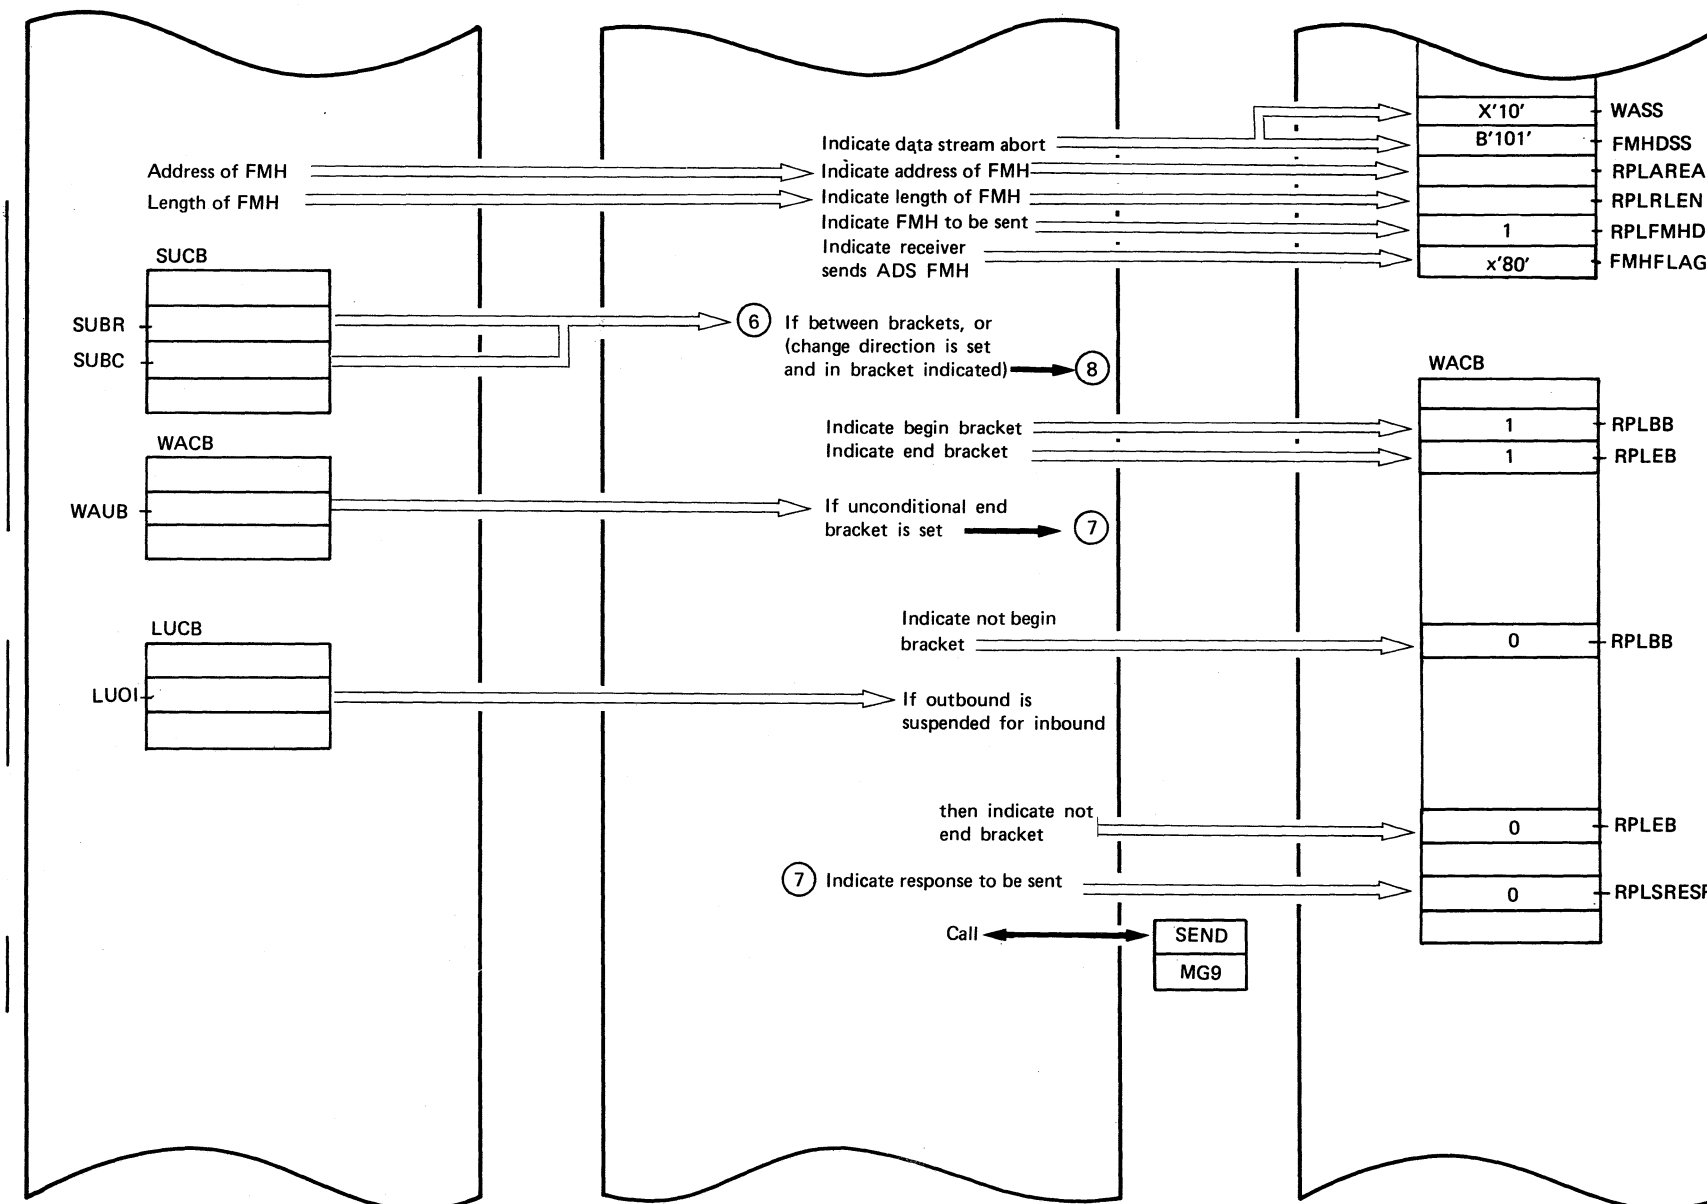 X'10'
WASS
Indicate data stream abort
B'101'
FMHDSS
Address of FMH
Indicate address of FMH
RPLAREA
Length of FMH
Indicate length of FMH
RPLRLEN
Indicate FMH to be sent
1
RPLFMHD
Indicate receiver
sends ADS FMH
x'80'
FMHFLAG
SUCB
SUBR
SUBC
6
If between brackets, or
(change direction is set
and in bracket indicated)
8
WACB
Indicate begin bracket
1
RPLBB
Indicate end bracket
1
RPLEB
WACB
WAUB
If unconditional end
bracket is set
7
Indicate not begin
bracket
0
RPLBB
LUCB
LUOI
If outbound is
suspended for inbound
then indicate not
end bracket
0
RPLEB
7 Indicate response to be sent
0
RPLSRESP
Call
SEND
MG9